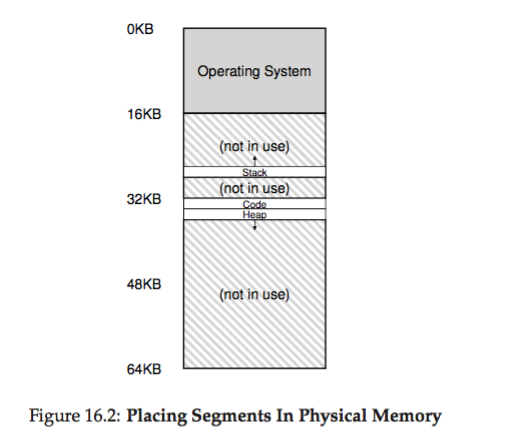 0KB
Operating System
16KB
(not in use)
Stack
(not in use)
32KB
Code
Heap
48KB
(not in use)
64KB
Figure 16.2: Placing Segments In Physical Memory